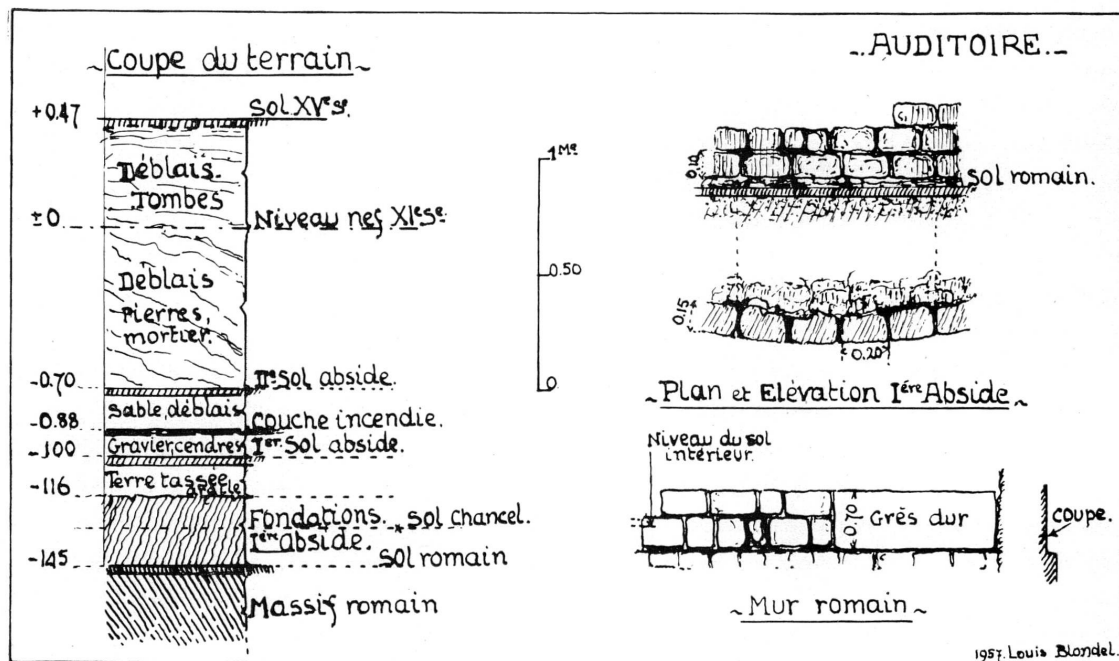 Coupe du terrain
+0.47
Sol XVe Se.
Déblais-
Tombes
±0
Niveau nef XIe Se.
Déblais
pierres,
mortier.
-0.70
IIe Sol abside.
Sable, déblais
-0.88
couche incendie.
Gravier, cendres
-100
Ier Sol abside.
Terre tassée
-116
Fondations.
* Sol chancel.
Ière abside.
-145
Sol romain
Massif romain
1 Me
0.50
0
AUDITOIRE
0.10
Sol romain.
0.15
0.20
Plan et Elévation Ière Abside
Niveau du sol
intérieur.
0.70
Grès dur
coupe.
Mur romain
1957. Louis Blondel.